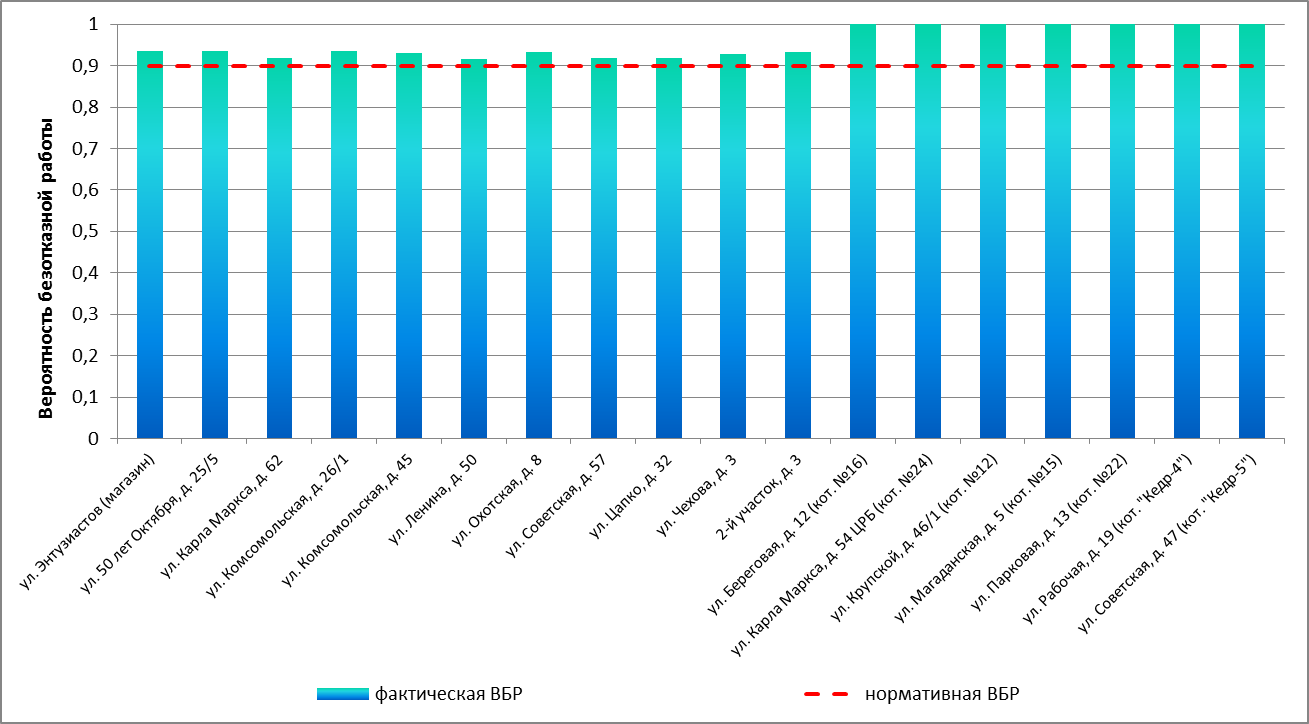 Вероятность безотказной работы
1
0,9
0,8
0,7
0,6
0,5
0,4
0,3
0,2
0,1
0
ул. Энтузиастов (магазин)
ул. 50 лет Октября, д. 25/5
ул. Карла Маркса, д. 62
ул. Комсомольская, д. 26/1
ул. Комсомольская, д. 45
ул. Ленина, д. 50
ул. Охотская, д. 8
ул. Советская, д. 57
ул. Цапко, д. 32
ул. Чехова, д. 3
2-й участок, д. 3
ул. Береговая, д. 12 (кот. №16)
ул. Карла Маркса, д. 54 ЦРБ (кот. №24)
ул. Крупской, д. 46/1 (кот. №12)
ул. Магаданская, д. 5 (кот. №15)
ул. Парковая, д. 13 (кот. №22)
ул. Рабочая, д. 19 (кот. "Кедр-4")
ул. Советская, д. 47 (кот. "Кедр-5")
фактическая ВБР
нормативная ВБР